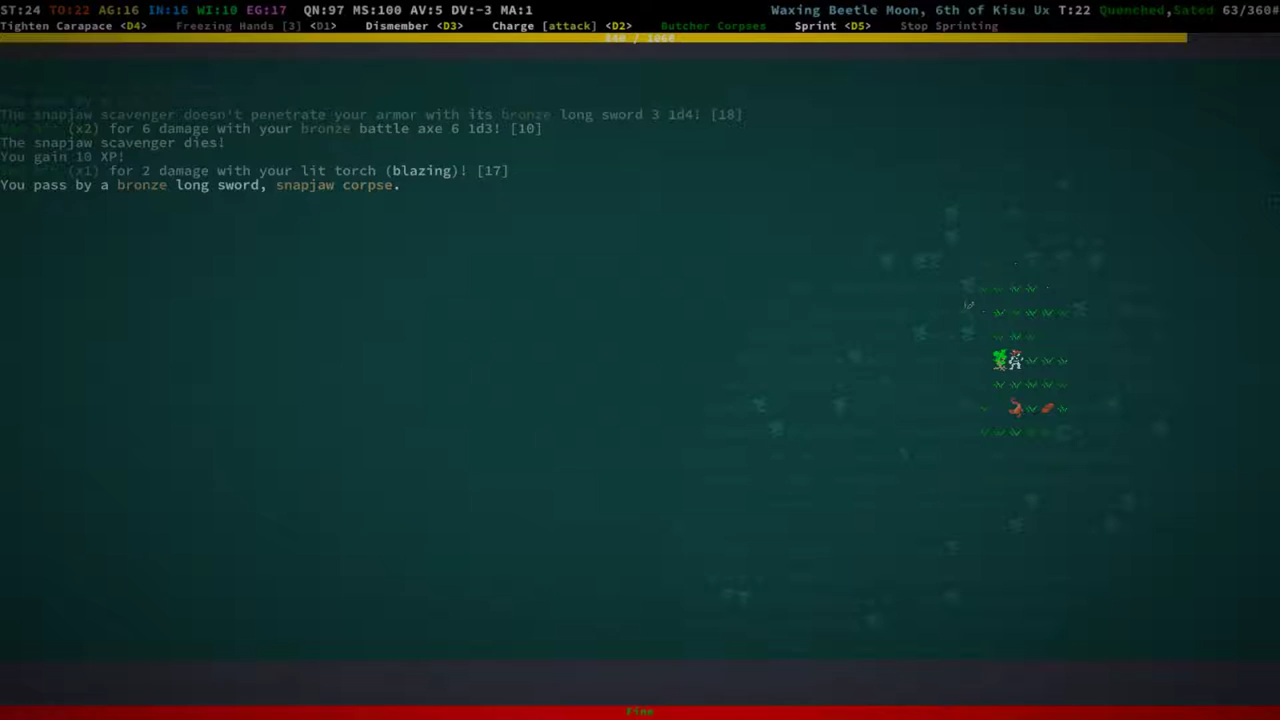 ST:24 TO:22 AG:16 IN:16 WI:10 EG:17 QN:97 MS:100 AV:5 DV:-3 MA:1 Waxing Beetle Moon, 6th of Kisu Ux T:22 Quenched,Sated 63/360#
Tighten Carapace <D4> Freezing Hands [3] <D1> Dismember <D3> Charge [attack] <D2> Butcher Corpses Sprint <D5> Stop Sprinting
840 / 1060
The snapjaw scavenger doesn't penetrate your armor with its bronze long sword 3 1d4! [18]
(x2) for 6 damage with your bronze battle axe 6 1d3! [10]
The snapjaw scavenger dies!
You gain 10 XP!
(x1) for 2 damage with your lit torch (blazing)! [17]
You pass by a bronze long sword, snapjaw corpse.
Fine